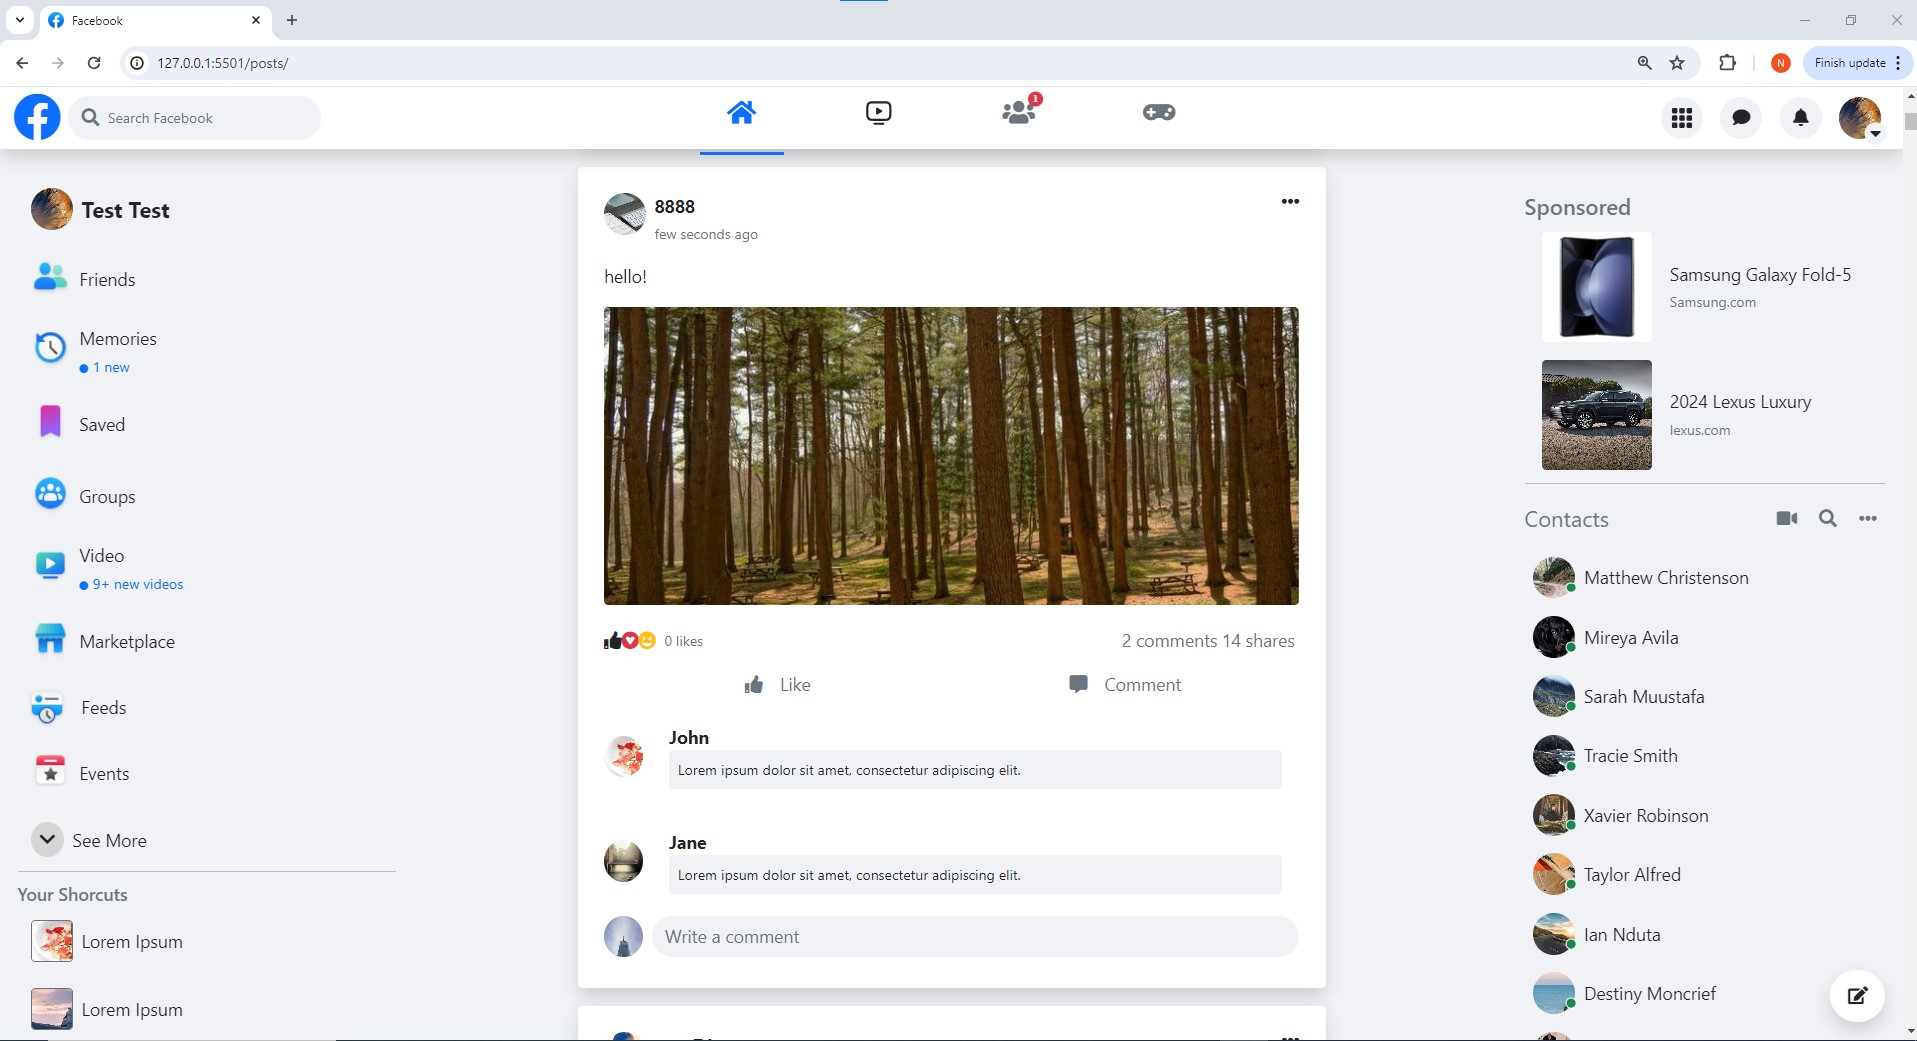 Facebook
127.0.0.1:5501/posts/
N
Finish update
Search Facebook
1
Test Test
Friends
Memories
1 new
Saved
Groups
Video
9+ new videos
Marketplace
Feeds
Events
See More
Your Shorcuts
Lorem Ipsum
Lorem Ipsum
8888
few seconds ago
hello!
0 likes
2 comments 14 shares
Like
Comment
John
Lorem ipsum dolor sit amet, consectetur adipiscing elit.
Jane
Lorem ipsum dolor sit amet, consectetur adipiscing elit.
Write a comment
Sponsored
Samsung Galaxy Fold-5
Samsung.com
2024 Lexus Luxury
lexus.com
Contacts
Matthew Christenson
Mireya Avila
Sarah Muustafa
Tracie Smith
Xavier Robinson
Taylor Alfred
Ian Nduta
Destiny Moncrief